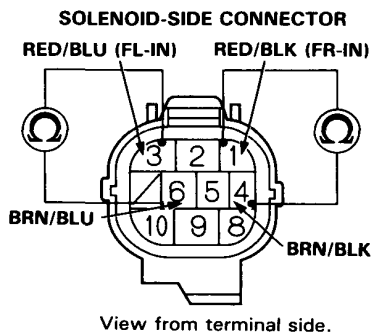 SOLENOID-SIDE CONNECTOR
RED/BLU (FL-IN) RED/BLK (FR-IN)
Ω Ω
3 2 1
6 5 4
BRN/BLU
10 9 8
BRN/BLK
View from terminal side.